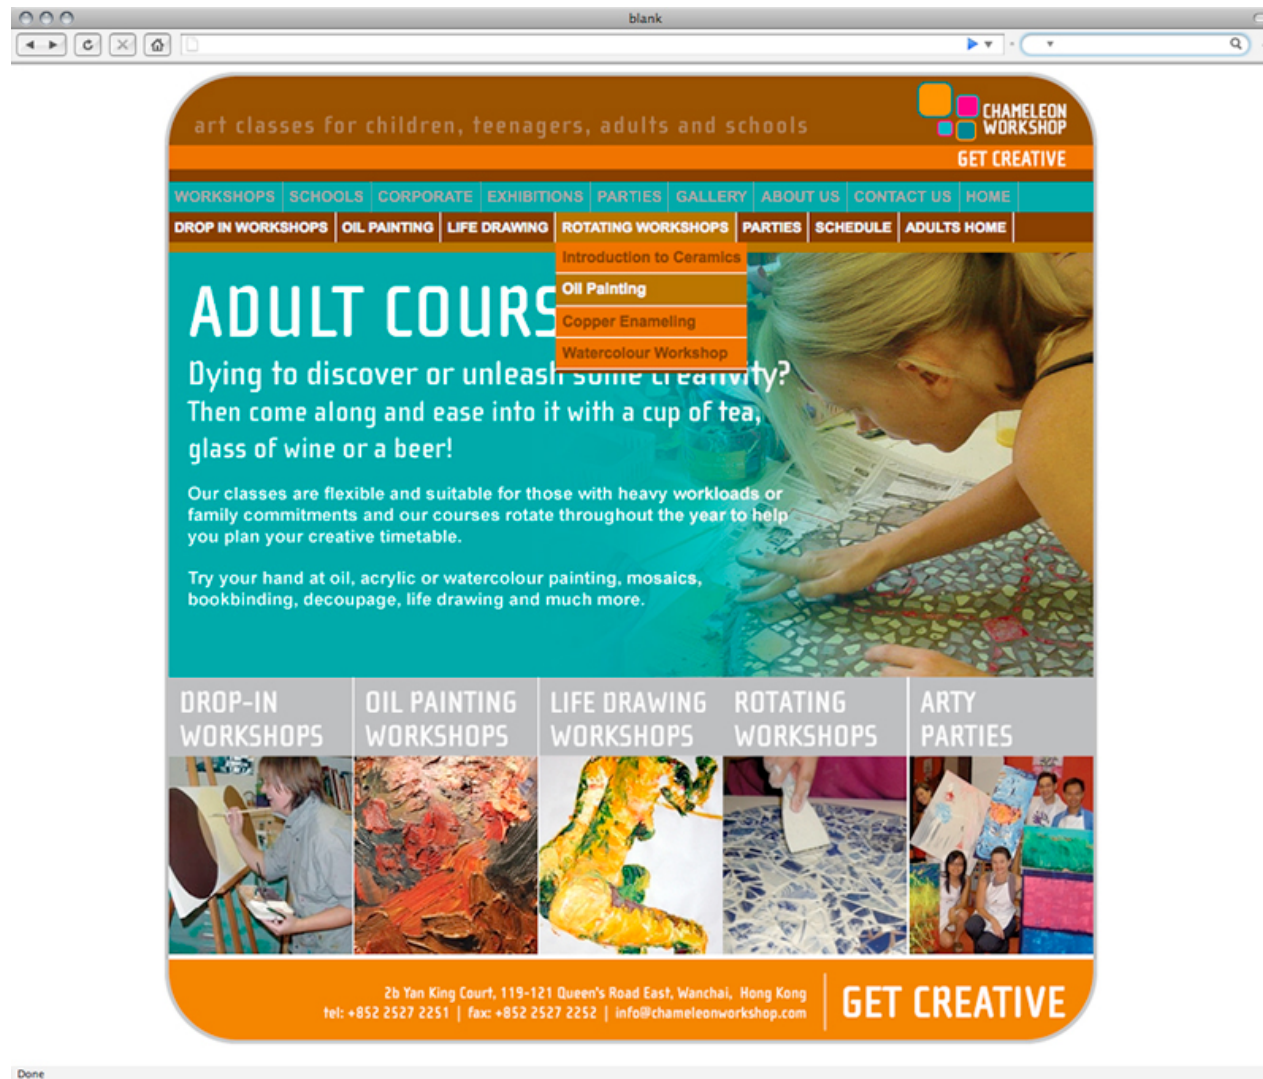 blank
art classes for children, teenagers, adults and schools
CHAMELEON
WORKSHOP
GET CREATIVE
WORKSHOPS SCHOOLS CORPORATE EXHIBITIONS PARTIES GALLERY ABOUT US CONTACT US HOME
DROP IN WORKSHOPS OIL PAINTING LIFE DRAWING ROTATING WORKSHOPS PARTIES SCHEDULE ADULTS HOME
Introduction to Ceramics
Oil Painting
Copper Enameling
Watercolour Workshop
ADULT COURS
Dying to discover or unleash some creativity?
Then come along and ease into it with a cup of tea,
glass of wine or a beer!
Our classes are flexible and suitable for those with heavy workloads or
family commitments and our courses rotate throughout the year to help
you plan your creative timetable.
Try your hand at oil, acrylic or watercolour painting, mosaics,
bookbinding, decoupage, life drawing and much more.
DROP-IN
WORKSHOPS
OIL PAINTING
WORKSHOPS
LIFE DRAWING
WORKSHOPS
ROTATING
WORKSHOPS
ARTY
PARTIES
2b Yan King Court, 119-121 Queen's Road East, Wanchai, Hong Kong
tel: +852 2527 2251 | fax: +852 2527 2252 | info@chameleonworkshop.com
GET CREATIVE
Done